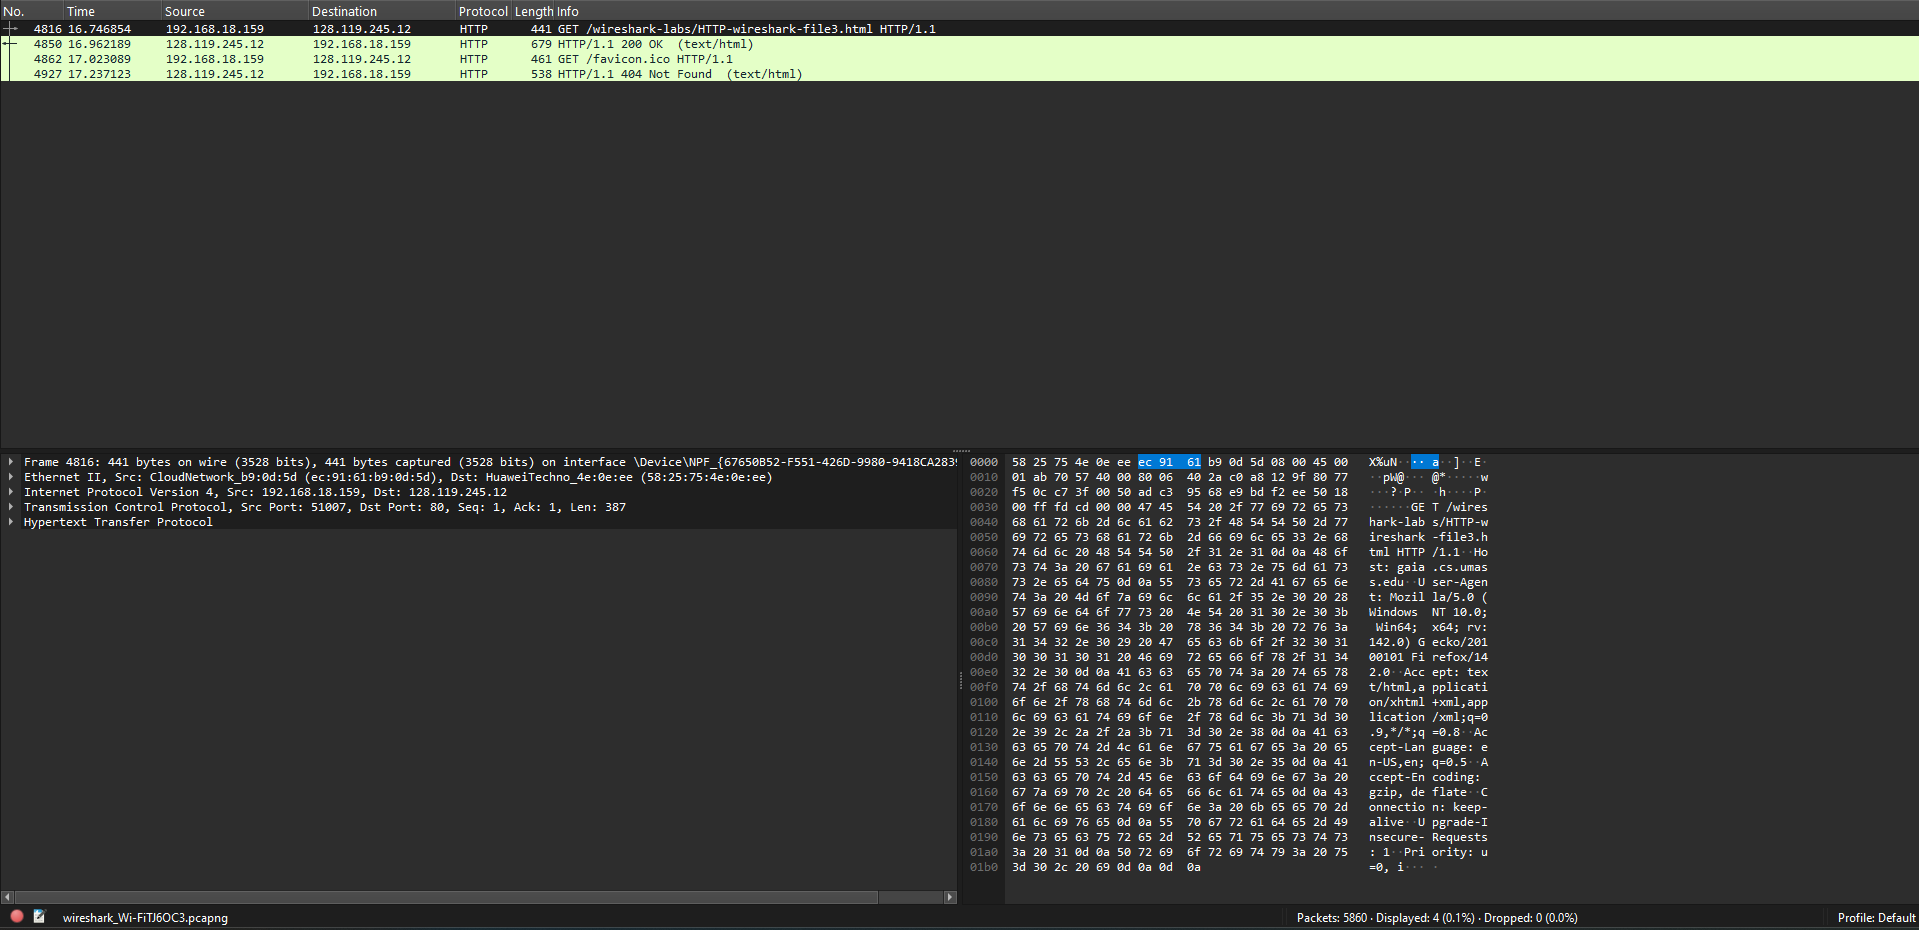 No. Time Source Destination Protocol Length Info
4816 16.746854 192.168.18.159 128.119.245.12 HTTP 441 GET /wireshark-labs/HTTP-wireshark-file3.html HTTP/1.1
4850 16.962189 128.119.245.12 192.168.18.159 HTTP 679 HTTP/1.1 200 OK  (text/html)
4862 17.023089 192.168.18.159 128.119.245.12 HTTP 461 GET /favicon.ico HTTP/1.1
4927 17.237123 128.119.245.12 192.168.18.159 HTTP 538 HTTP/1.1 404 Not Found  (text/html)
Frame 4816: 441 bytes on wire (3528 bits), 441 bytes captured (3528 bits) on interface \Device\NPF_{67650B52-F551-426D-9980-9418CA2839
Ethernet II, Src: CloudNetwork_b9:0d:5d (ec:91:61:b9:0d:5d), Dst: HuaweiTechno_4e:0e:ee (58:25:75:4e:0e:ee)
Internet Protocol Version 4, Src: 192.168.18.159, Dst: 128.119.245.12
Transmission Control Protocol, Src Port: 51007, Dst Port: 80, Seq: 1, Ack: 1, Len: 387
Hypertext Transfer Protocol
0000 58 25 75 4e 0e ee ec 91 61 b9 0d 5d 08 00 45 00 X%uN····a··]··E·
0010 01 ab 70 57 40 00 80 06 40 2a c0 a8 12 9f 80 77 ··pW@···@*·····w
0020 f5 0c c7 3f 00 50 ad c3 95 68 e9 bd f2 ee 50 18 ···?·P···h····P·
0030 00 ff fd cd 00 00 47 45 54 20 2f 77 69 72 65 73 ······GET /wires
0040 68 61 72 6b 2d 6c 61 62 73 2f 48 54 54 50 2d 77 hark-labs/HTTP-w
0050 69 72 65 73 68 61 72 6b 2d 66 69 6c 65 33 2e 68 ireshark-file3.h
0060 74 6d 6c 20 48 54 54 50 2f 31 2e 31 0d 0a 48 6f tml HTTP/1.1··Ho
0070 73 74 3a 20 67 61 69 61 2e 63 73 2e 75 6d 61 73 st: gaia.cs.umas
0080 73 2e 65 64 75 0d 0a 55 73 65 72 2d 41 67 65 6e s.edu··User-Agen
0090 74 3a 20 4d 6f 7a 69 6c 6c 61 2f 35 2e 30 20 28 t: Mozilla/5.0 (
00a0 57 69 6e 64 6f 77 73 20 4e 54 20 31 30 2e 30 3b Windows NT 10.0;
00b0 20 57 69 6e 36 34 3b 20 78 36 34 3b 20 72 76 3a Win64; x64; rv:
00c0 31 34 32 2e 30 29 20 47 65 63 6b 6f 2f 32 30 31 142.0) Gecko/201
00d0 30 30 31 30 31 20 46 69 72 65 66 6f 78 2f 31 34 00101 Firefox/14
00e0 32 2e 30 0d 0a 41 63 63 65 70 74 3a 20 74 65 78 2.0··Accept: tex
00f0 74 2f 68 74 6d 6c 2c 61 70 70 6c 69 63 61 74 69 t/html,applicati
0100 6f 6e 2f 78 68 74 6d 6c 2b 78 6d 6c 2c 61 70 70 on/xhtml+xml,app
0110 6c 69 63 61 74 69 6f 6e 2f 78 6d 6c 3b 71 3d 30 lication/xml;q=0
0120 2e 39 2c 2a 2f 2a 3b 71 3d 30 2e 38 0d 0a 41 63 .9,*/*;q=0.8··Ac
0130 63 65 70 74 2d 4c 61 6e 67 75 61 67 65 3a 20 65 cept-Language: e
0140 6e 2d 55 53 2c 65 6e 3b 71 3d 30 2e 35 0d 0a 41 n-US,en;q=0.5··A
0150 63 63 65 70 74 2d 45 6e 63 6f 64 69 6e 67 3a 20 ccept-Encoding:
0160 67 7a 69 70 2c 20 64 65 66 6c 61 74 65 0d 0a 43 gzip, deflate··C
0170 6f 6e 6e 65 63 74 69 6f 6e 3a 20 6b 65 65 70 2d onnection: keep-
0180 61 6c 69 76 65 0d 0a 55 70 67 72 61 64 65 2d 49 alive··Upgrade-I
0190 6e 73 65 63 75 72 65 2d 52 65 71 75 65 73 74 73 nsecure-Requests
01a0 3a 20 31 0d 0a 50 72 69 6f 72 69 74 79 3a 20 75 : 1··Priority: u
01b0 3d 30 2c 20 69 0d 0a 0d 0a =0, i····
wireshark_Wi-FiTJ6OC3.pcapng Packets: 5860 · Displayed: 4 (0.1%) · Dropped: 0 (0.0%) Profile: Default